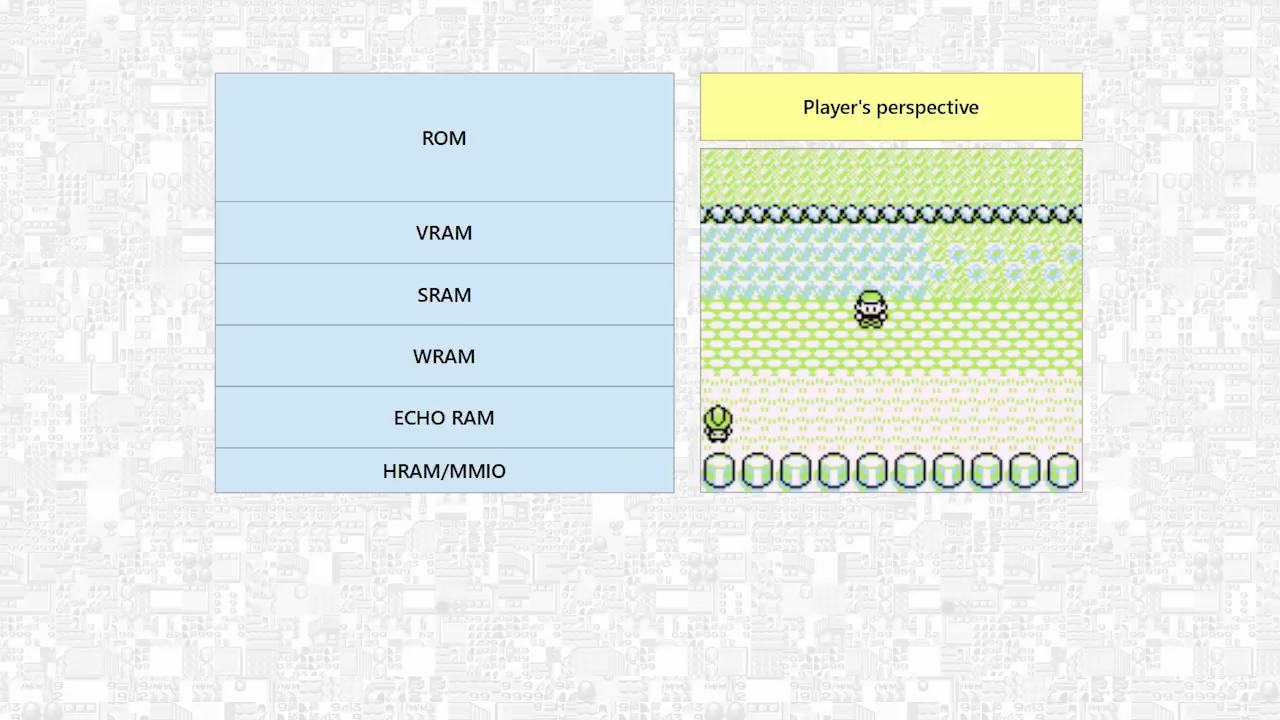 ROM
VRAM
SRAM
WRAM
ECHO RAM
HRAM/MMIO
Player's perspective